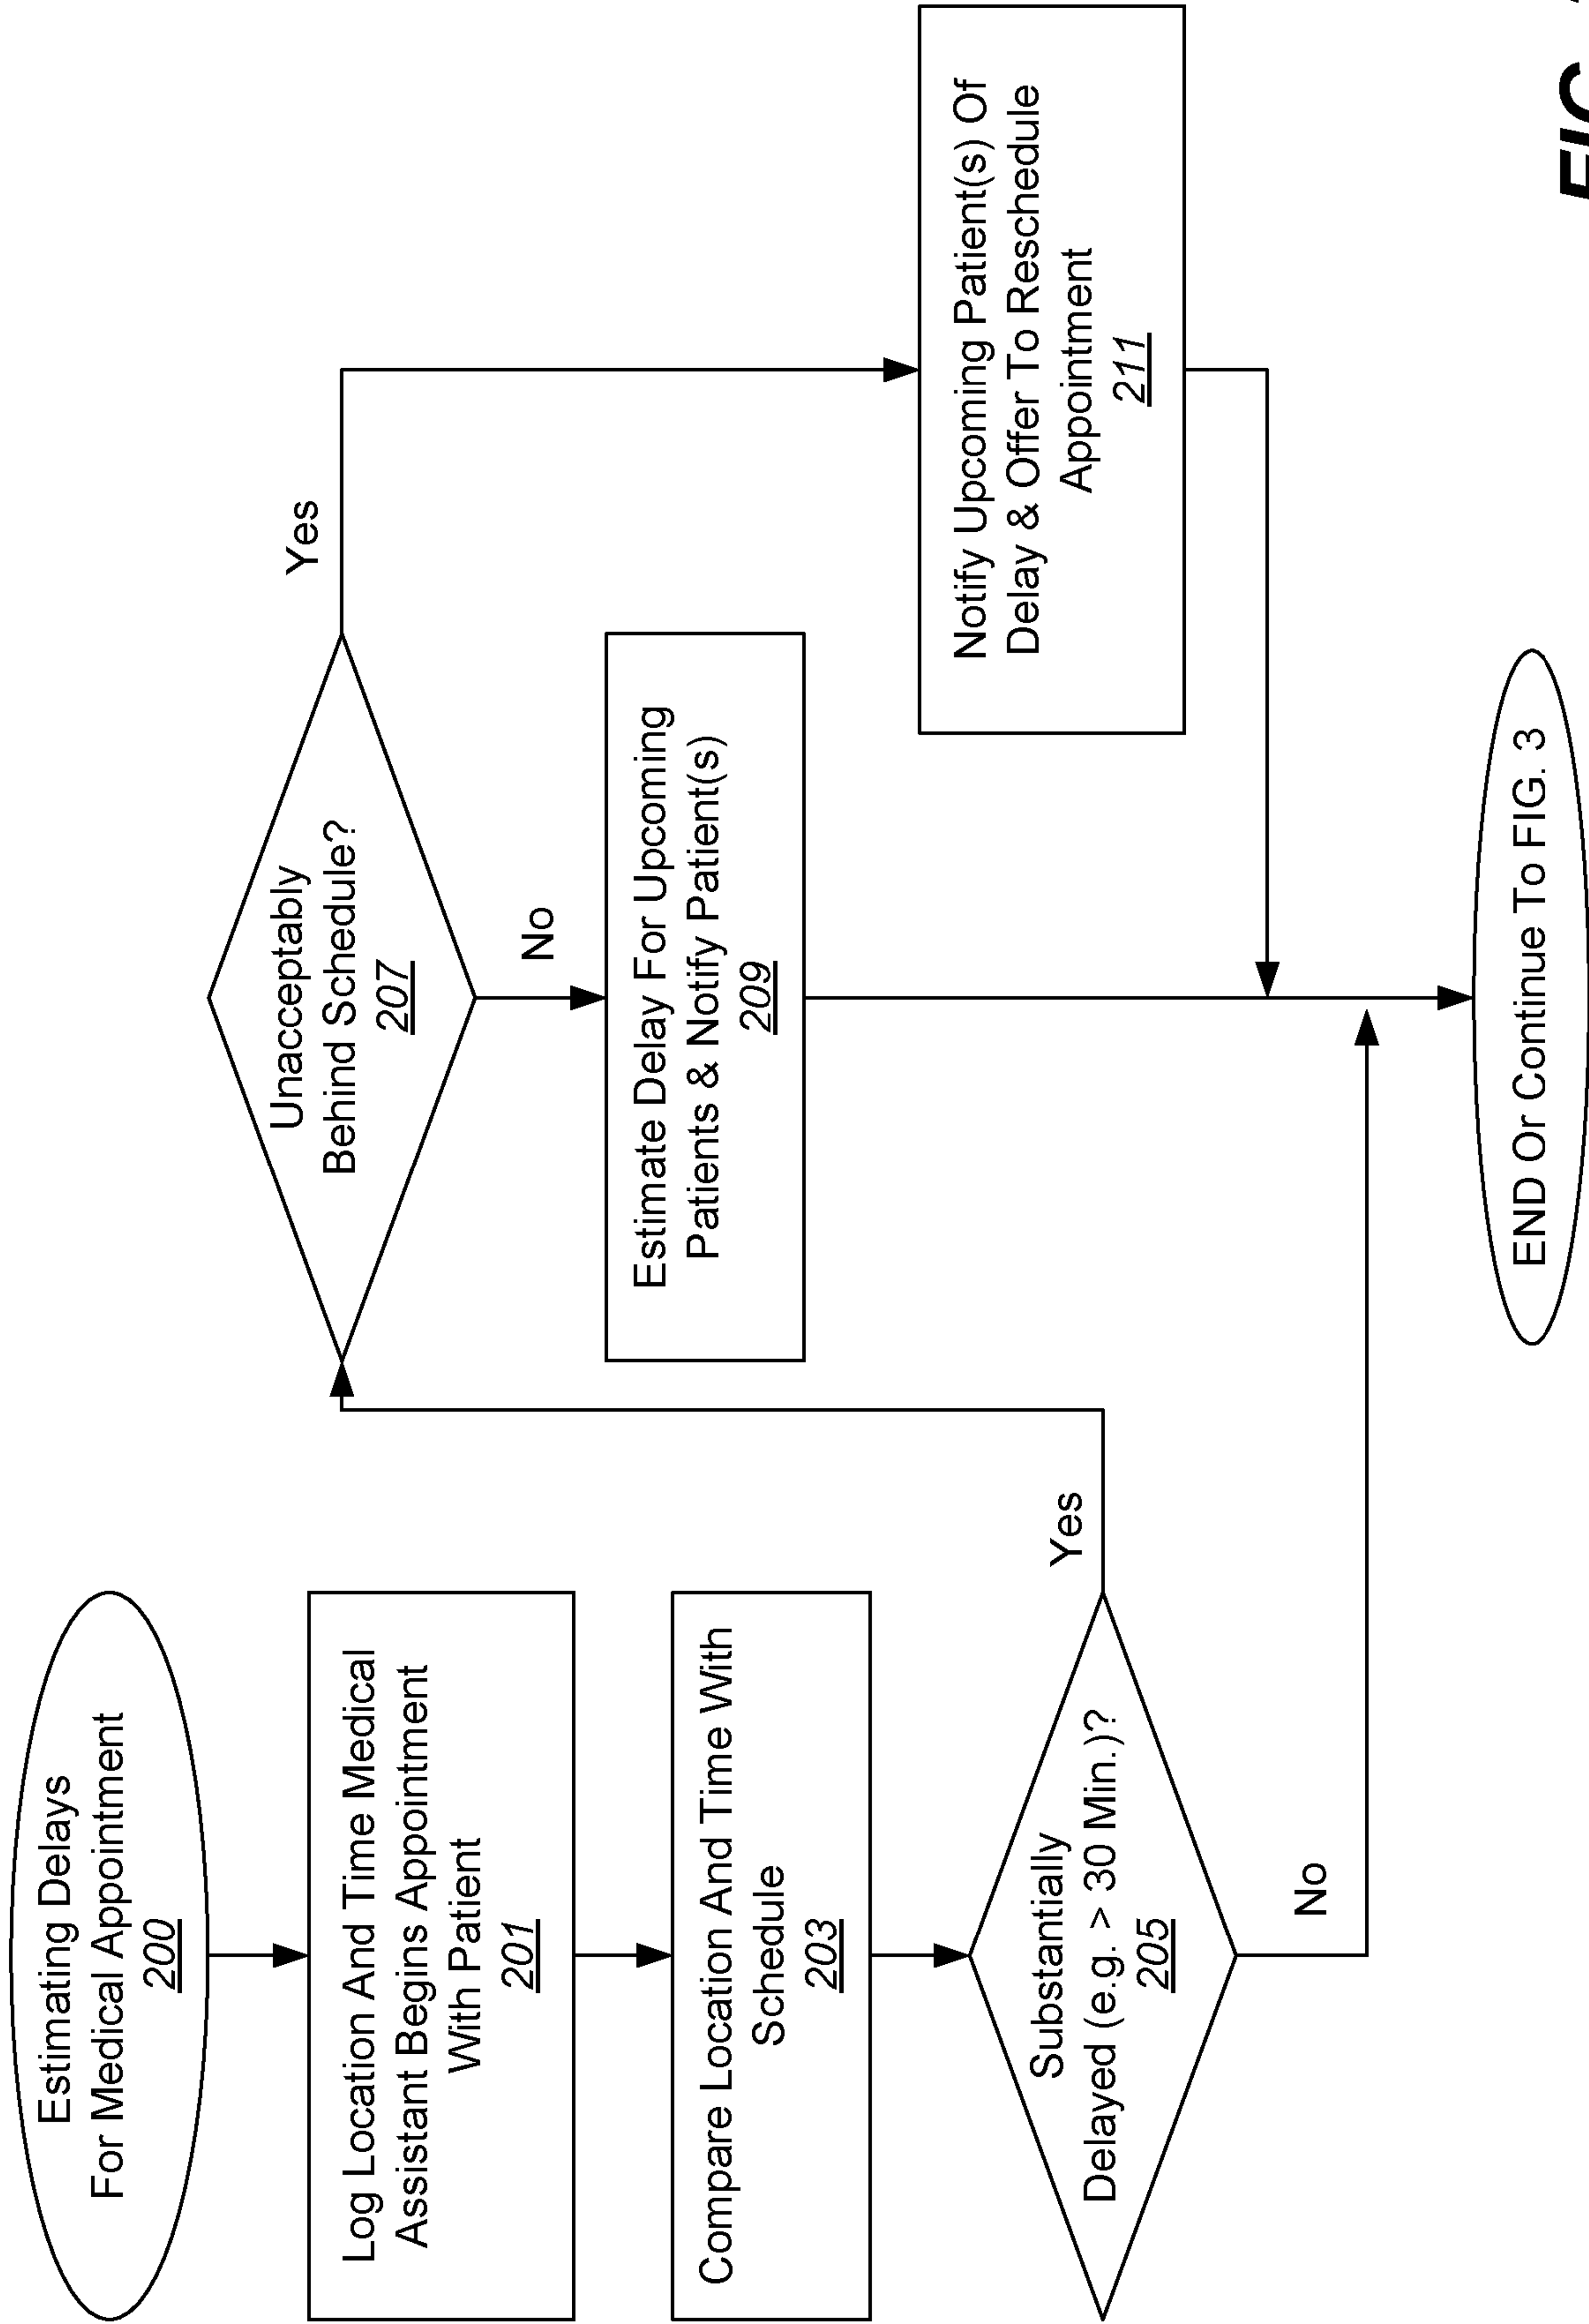 Estimating Delays
For Medical Appointment
200
Log Location And Time Medical
Assistant Begins Appointment
With Patient
201
Compare Location And Time With
Schedule
203
Substantially
Delayed (e.g. > 30 Min.)?
205
Yes
No
Unacceptably
Behind Schedule?
207
Yes
No
Estimate Delay For Upcoming
Patients & Notify Patient(s)
209
Notify Upcoming Patient(s) Of
Delay & Offer To Reschedule
Appointment
211
END Or Continue To FIG. 3
FIG.